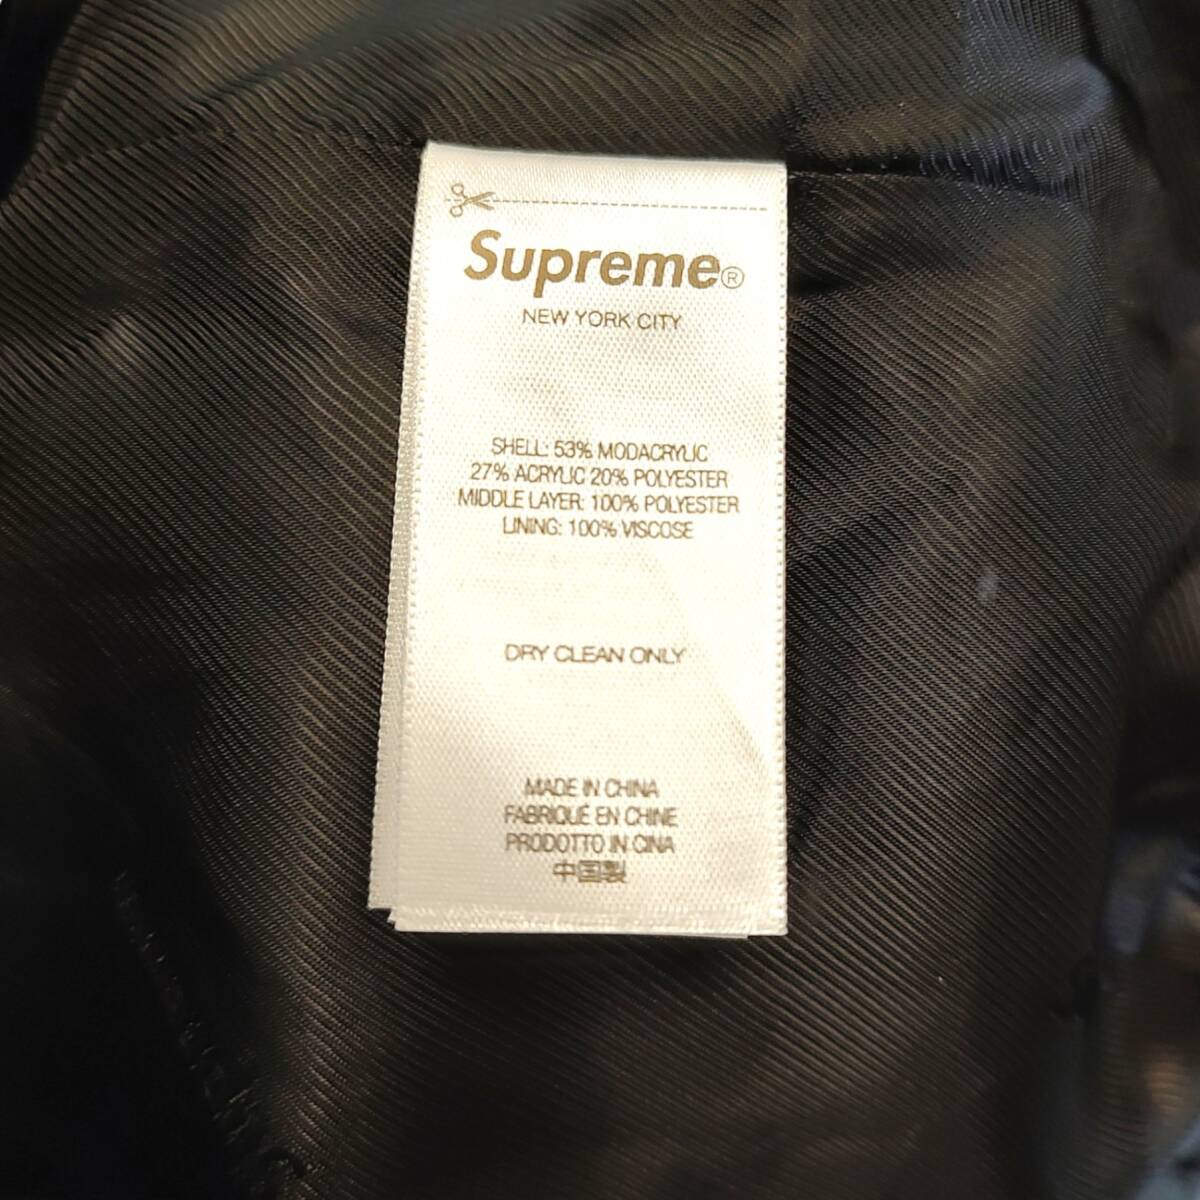 Supreme®
NEW YORK CITY
SHELL: 53% MODACRYLIC
27% ACRYLIC 20% POLYESTER
MIDDLE LAYER: 100% POLYESTER
LINING: 100% VISCOSE
DRY CLEAN ONLY
MADE IN CHINA
FABRIQUÉ EN CHINE
PRODOTTO IN CINA
中国製